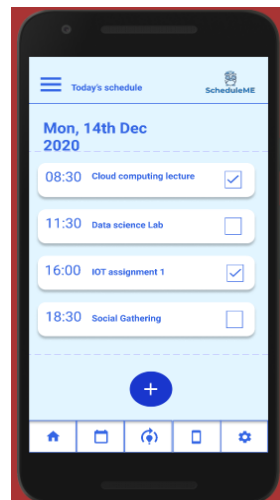 Today's schedule
ScheduleME
Mon, 14th Dec
2020
08:30 Cloud computing lecture
11:30 Data science Lab
16:00 IOT assignment 1
18:30 Social Gathering
+